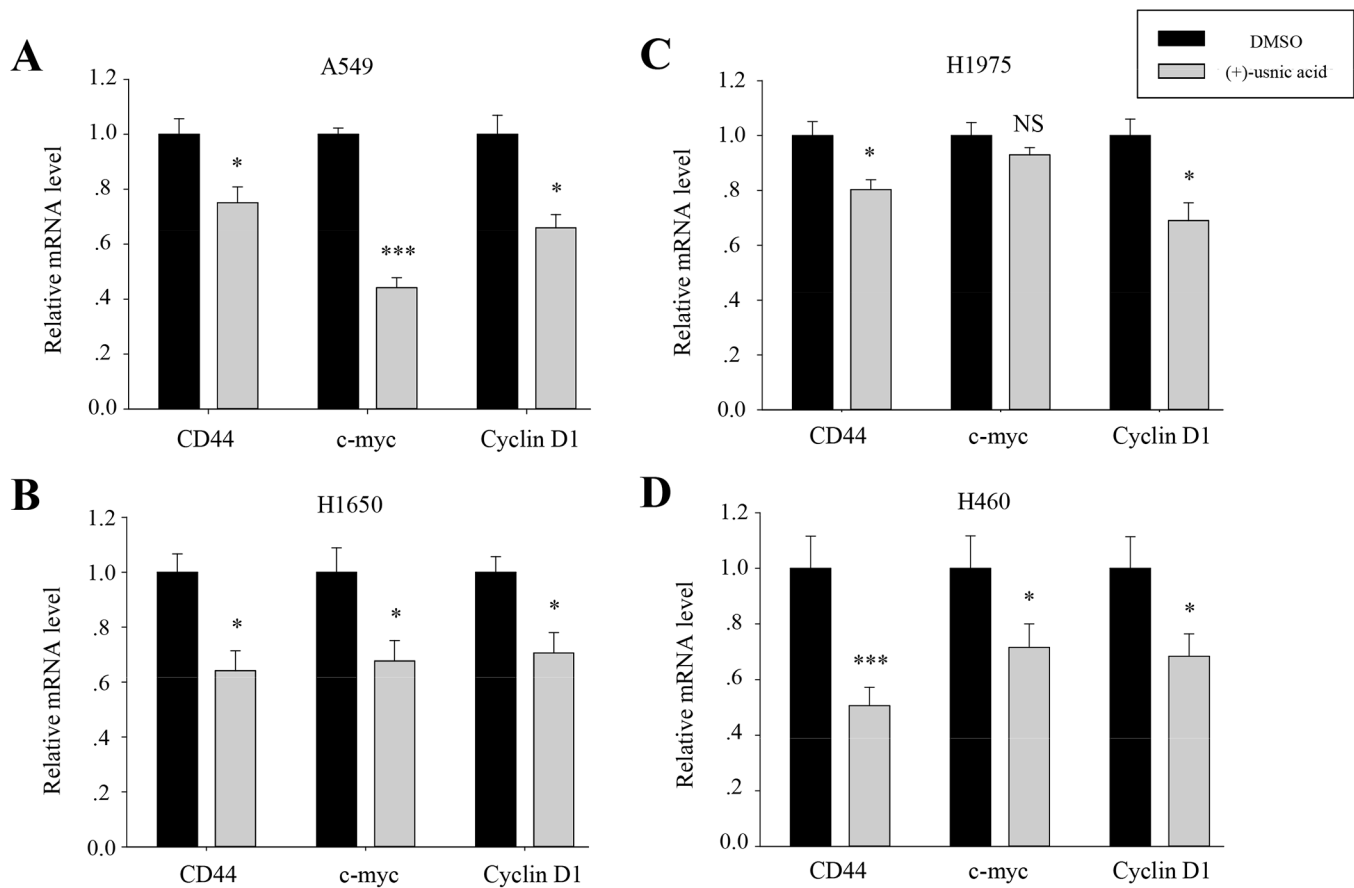 A
A549
Relative mRNA level
1.2
1.0
.8
.6
.4
.2
0.0
*
***
*
CD44
c-myc
Cyclin D1
C
H1975
Relative mRNA level
1.2
1.0
.8
.6
.4
.2
0.0
*
NS
*
CD44
c-myc
Cyclin D1
DMSO
(+)-usnic acid
B
H1650
Relative mRNA level
1.2
1.0
.8
.6
.4
.2
0.0
*
*
*
CD44
c-myc
Cyclin D1
D
H460
Relative mRNA level
1.2
1.0
.8
.6
.4
.2
0.0
***
*
*
CD44
c-myc
Cyclin D1